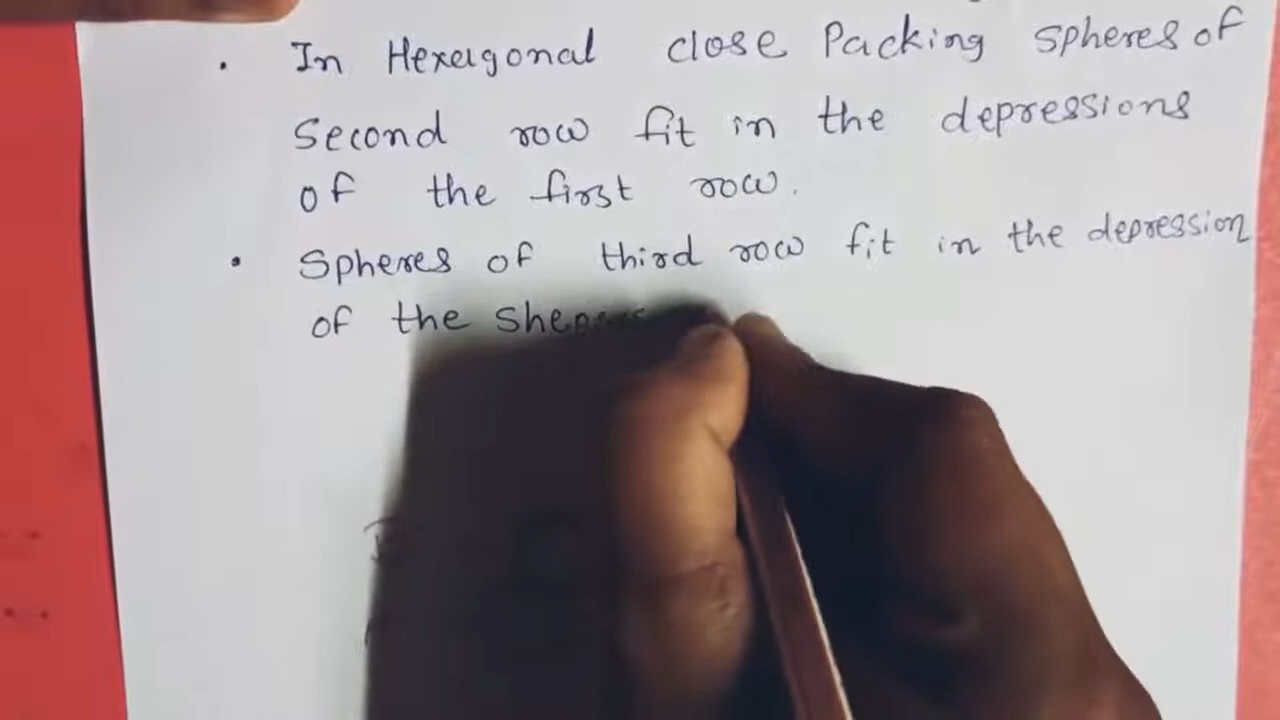 In Hexagonal close Packing spheres of
Second row fit in the depressions
of the first row.
Spheres of third row fit in the depression
of the